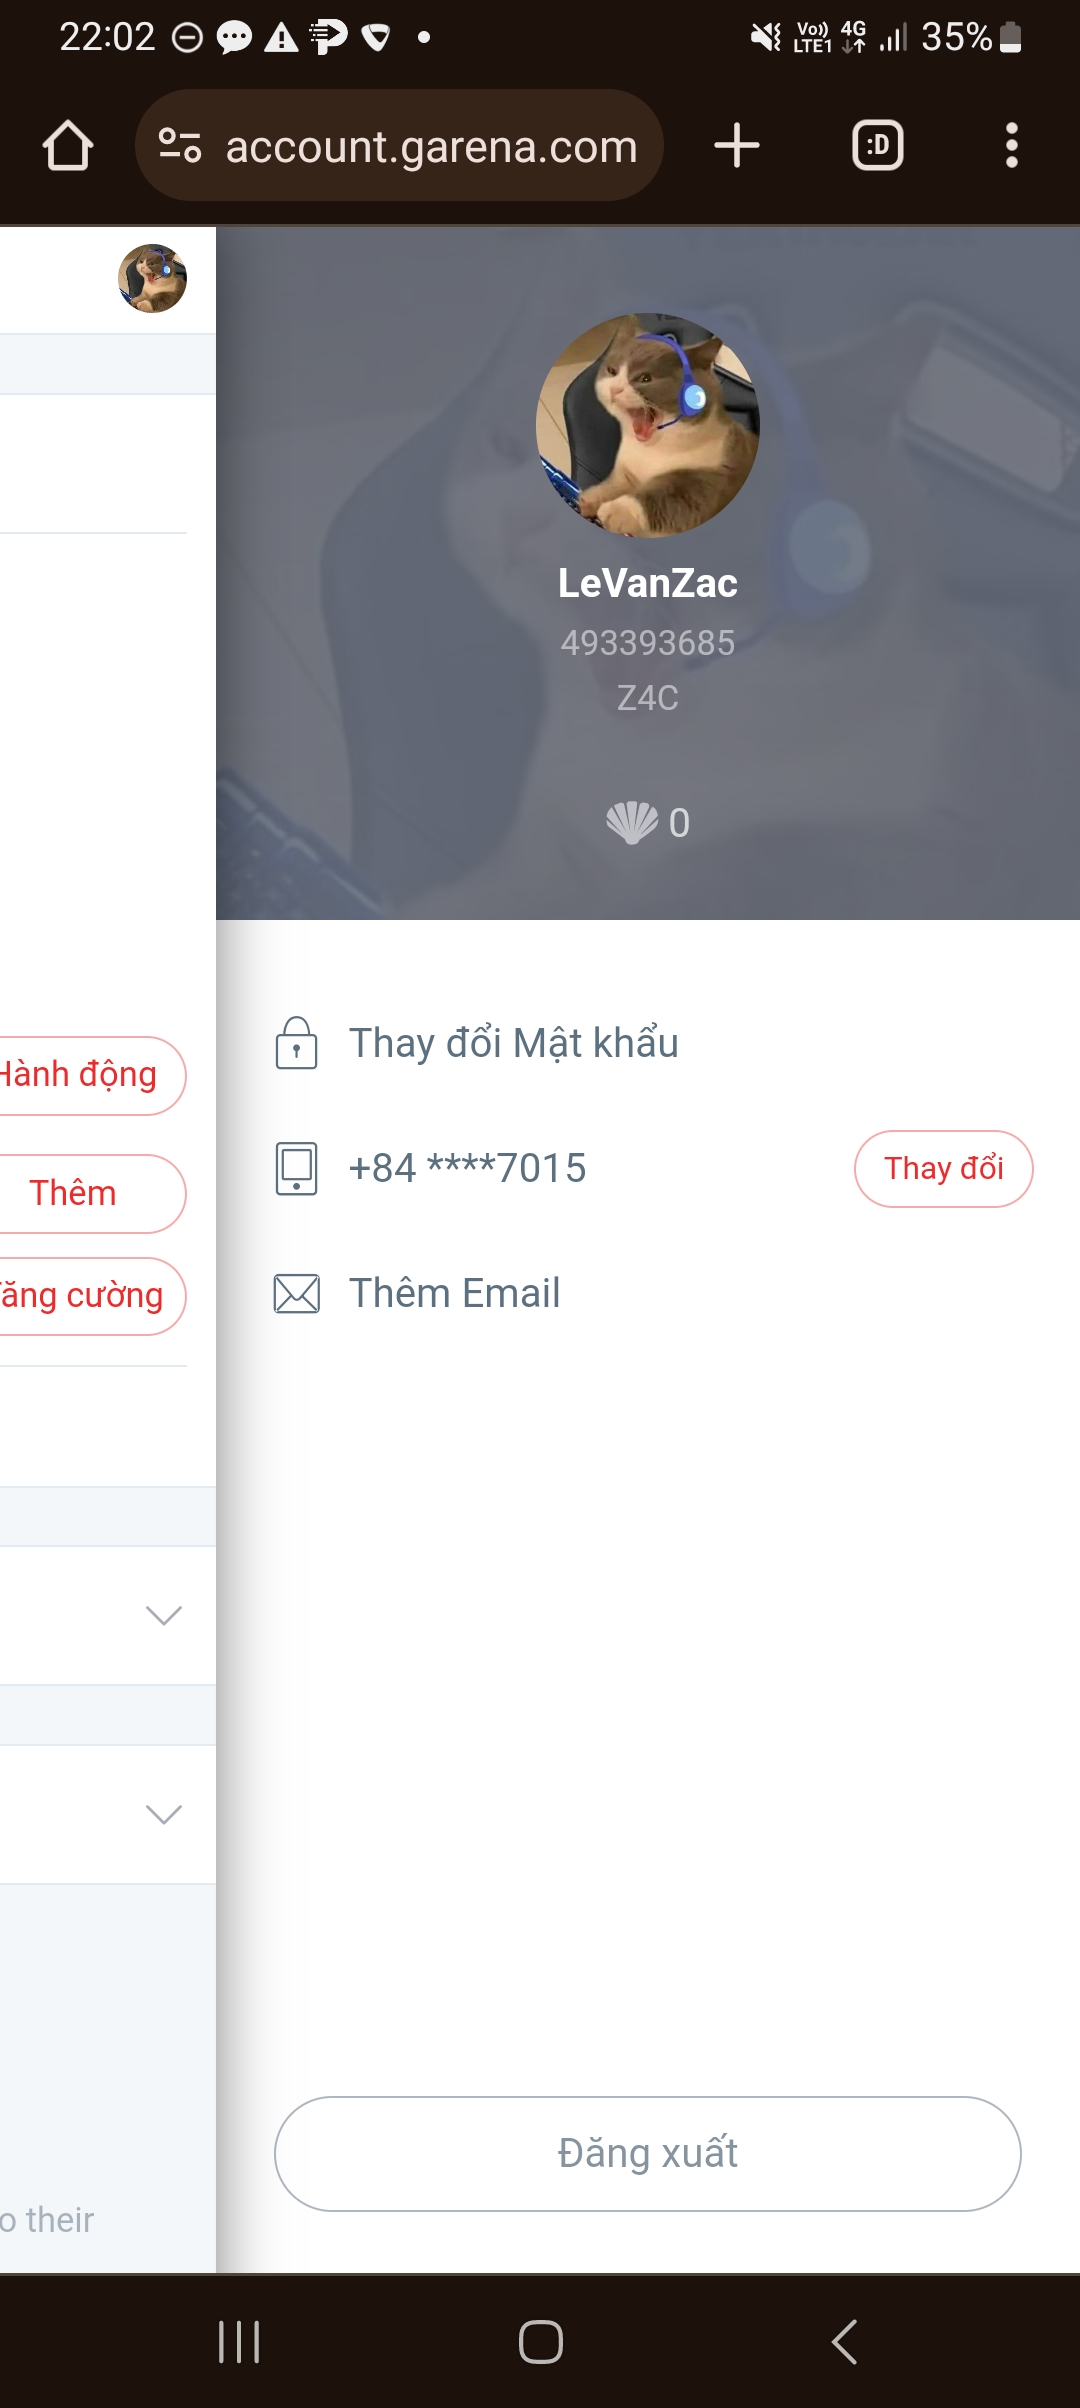 22:02
Vo)) LTE1 4G 35%
account.garena.com
:D
LeVanZac
493393685
Z4C
0
Thay đổi Mật khẩu
Hành động
+84 ****7015
Thay đổi
Thêm
Thêm Email
ăng cường
Đăng xuất
o their